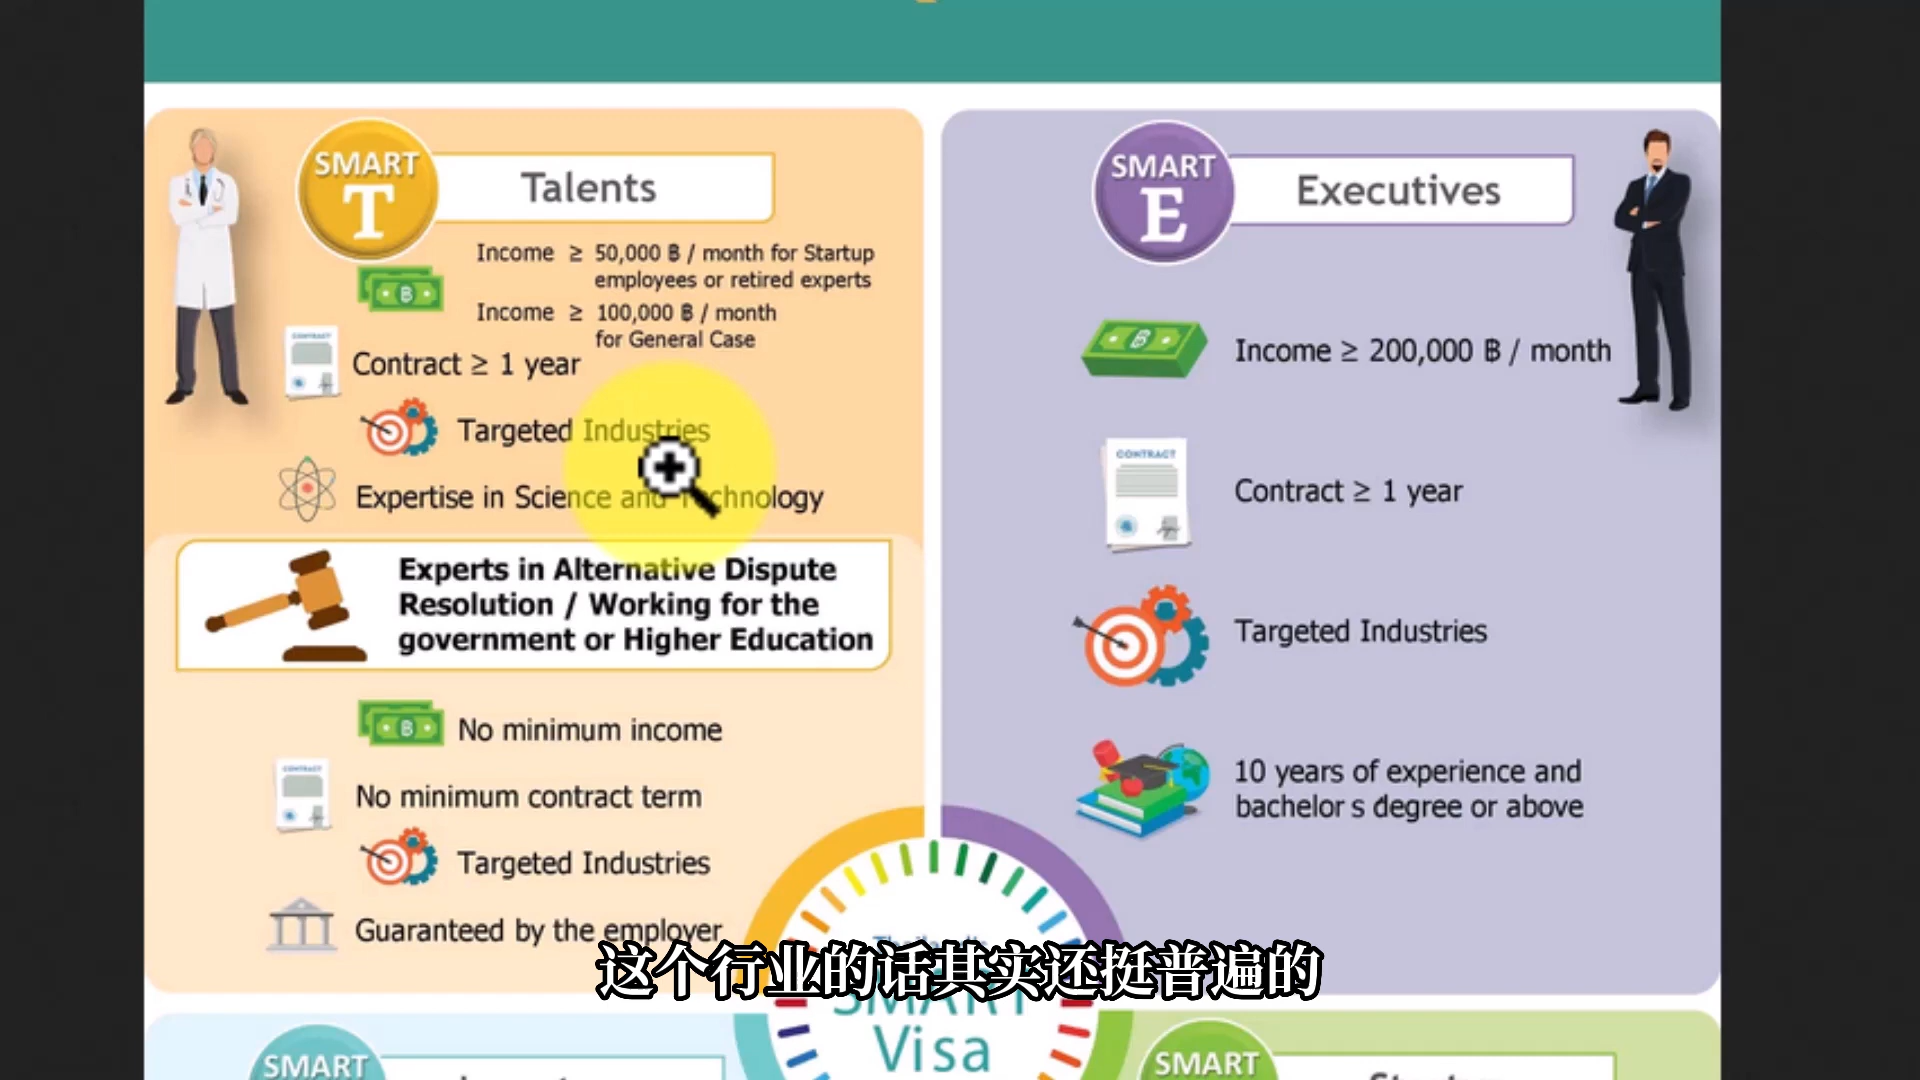 SMART
T
Talents
Income ≥ 50,000 ฿ / month for Startup
employees or retired experts
Income ≥ 100,000 ฿ / month
for General Case
CONTRACT
Contract ≥ 1 year
Targeted Industries
Expertise in Science and Technology
Experts in Alternative Dispute
Resolution / Working for the
government or Higher Education
No minimum income
CONTRACT
No minimum contract term
Targeted Industries
Guaranteed by the employer
SMART
E
Executives
Income ≥ 200,000 ฿ / month
CONTRACT
Contract ≥ 1 year
Targeted Industries
10 years of experience and
bachelor s degree or above
这个行业的话其实还挺普遍的
SMART
Visa
SMART
SMART